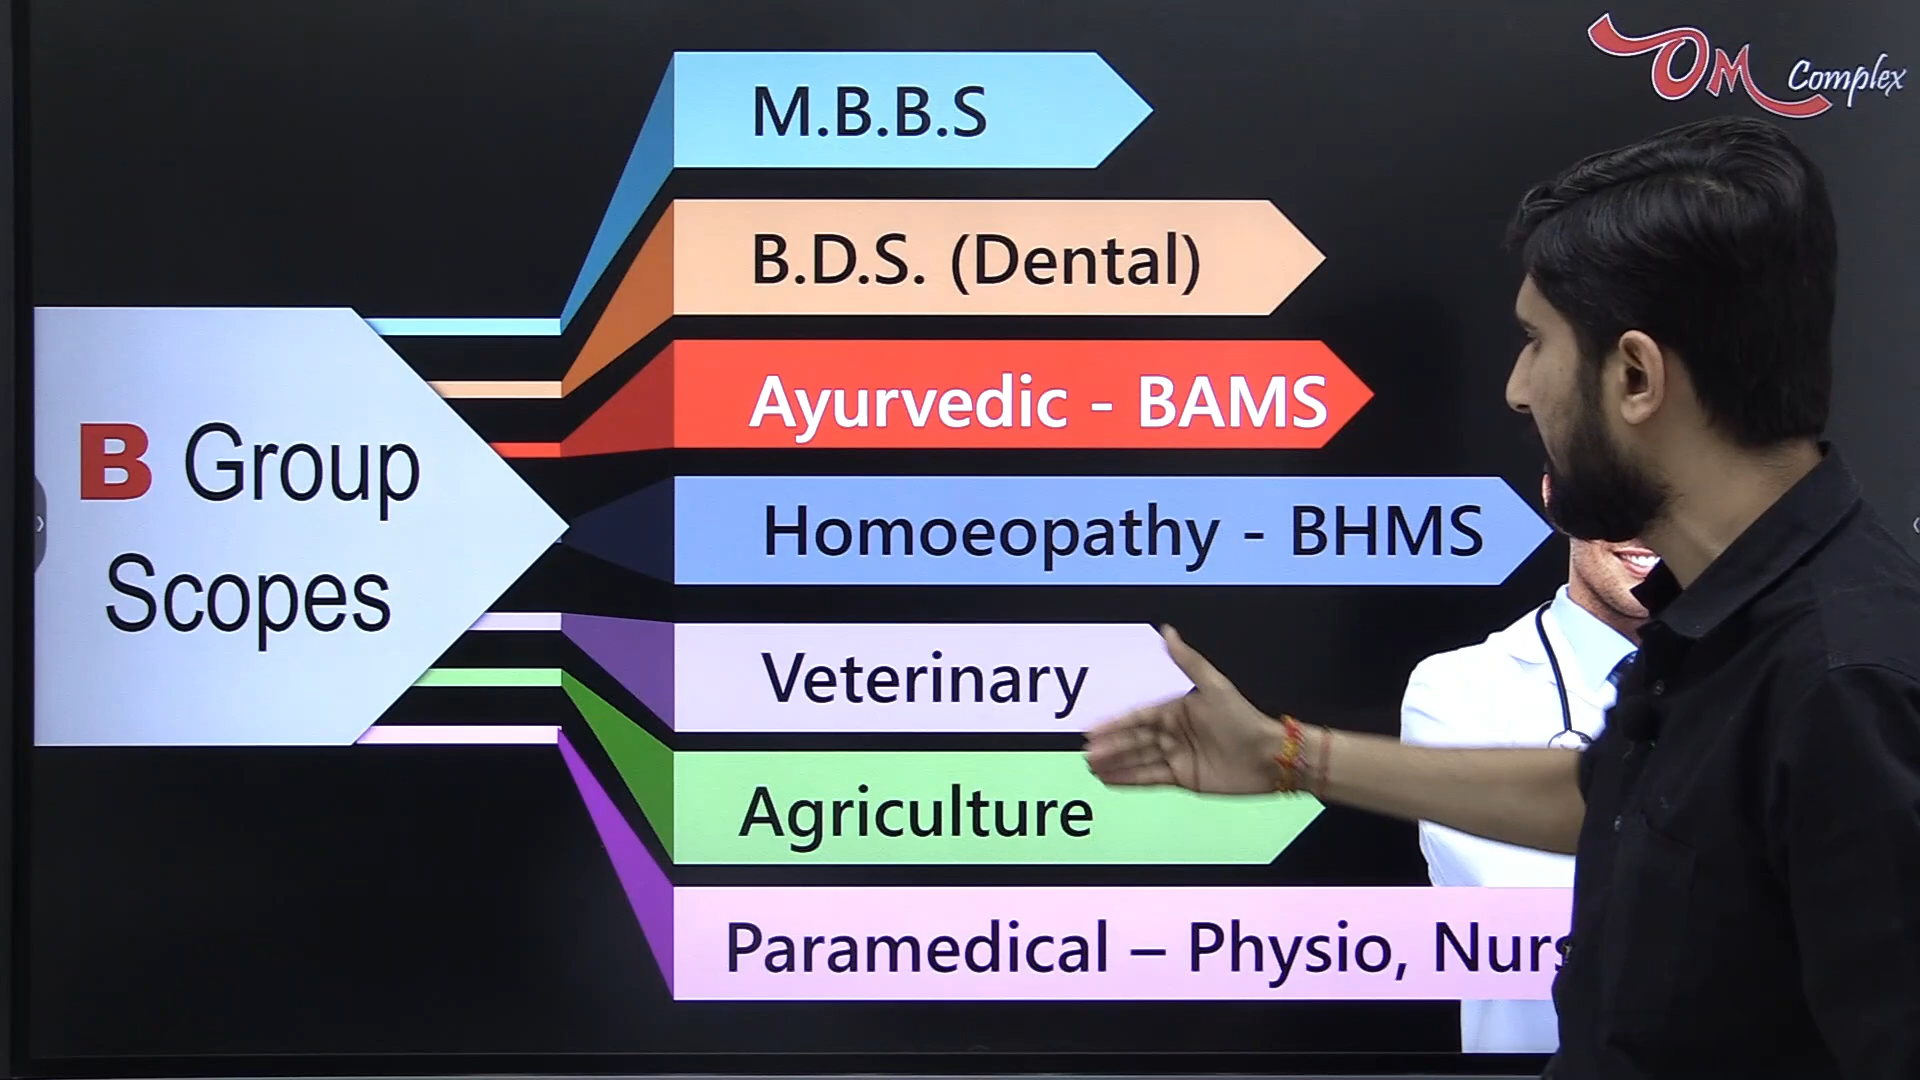 OM Complex
M.B.B.S
B.D.S. (Dental)
Ayurvedic - BAMS
B Group
Scopes
Homoeopathy - BHMS
Veterinary
Agriculture
Paramedical – Physio,